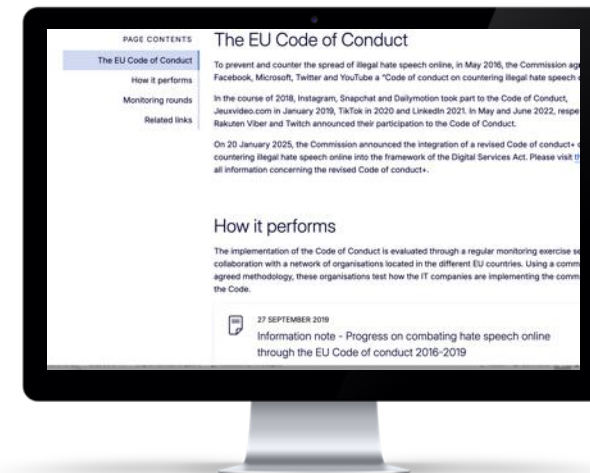 PAGE CONTENTS
The EU Code of Conduct
How it performs
Monitoring rounds
Related links
The EU Code of Conduct
To prevent and counter the spread of illegal hate speech online, in May 2016, the Commission
Facebook, Microsoft, Twitter and YouTube a “Code of conduct on countering illegal hate speech
In the course of 2018, Instagram, Snapchat and Dailymotion took part to the Code of Conduct,
Jeuxvideo.com in January 2019, TikTok in 2020 and LinkedIn 2021. In May and June 2022,
Rakuten Viber and Twitch announced their participation to the Code of Conduct.
On 20 January 2025, the Commission announced the integration of a revised Code of conduct+
countering illegal hate speech online into the framework of the Digital Services Act. Please visit
all information concerning the revised Code of conduct+.
How it performs
The implementation of the Code of Conduct is evaluated through a regular monitoring exercise
collaboration with a network of organisations located in the different EU countries. Using a
agreed methodology, these organisations test how the IT companies are implementing the
the Code.
27 SEPTEMBER 2019
Information note - Progress on combating hate speech online
through the EU Code of conduct 2016-2019